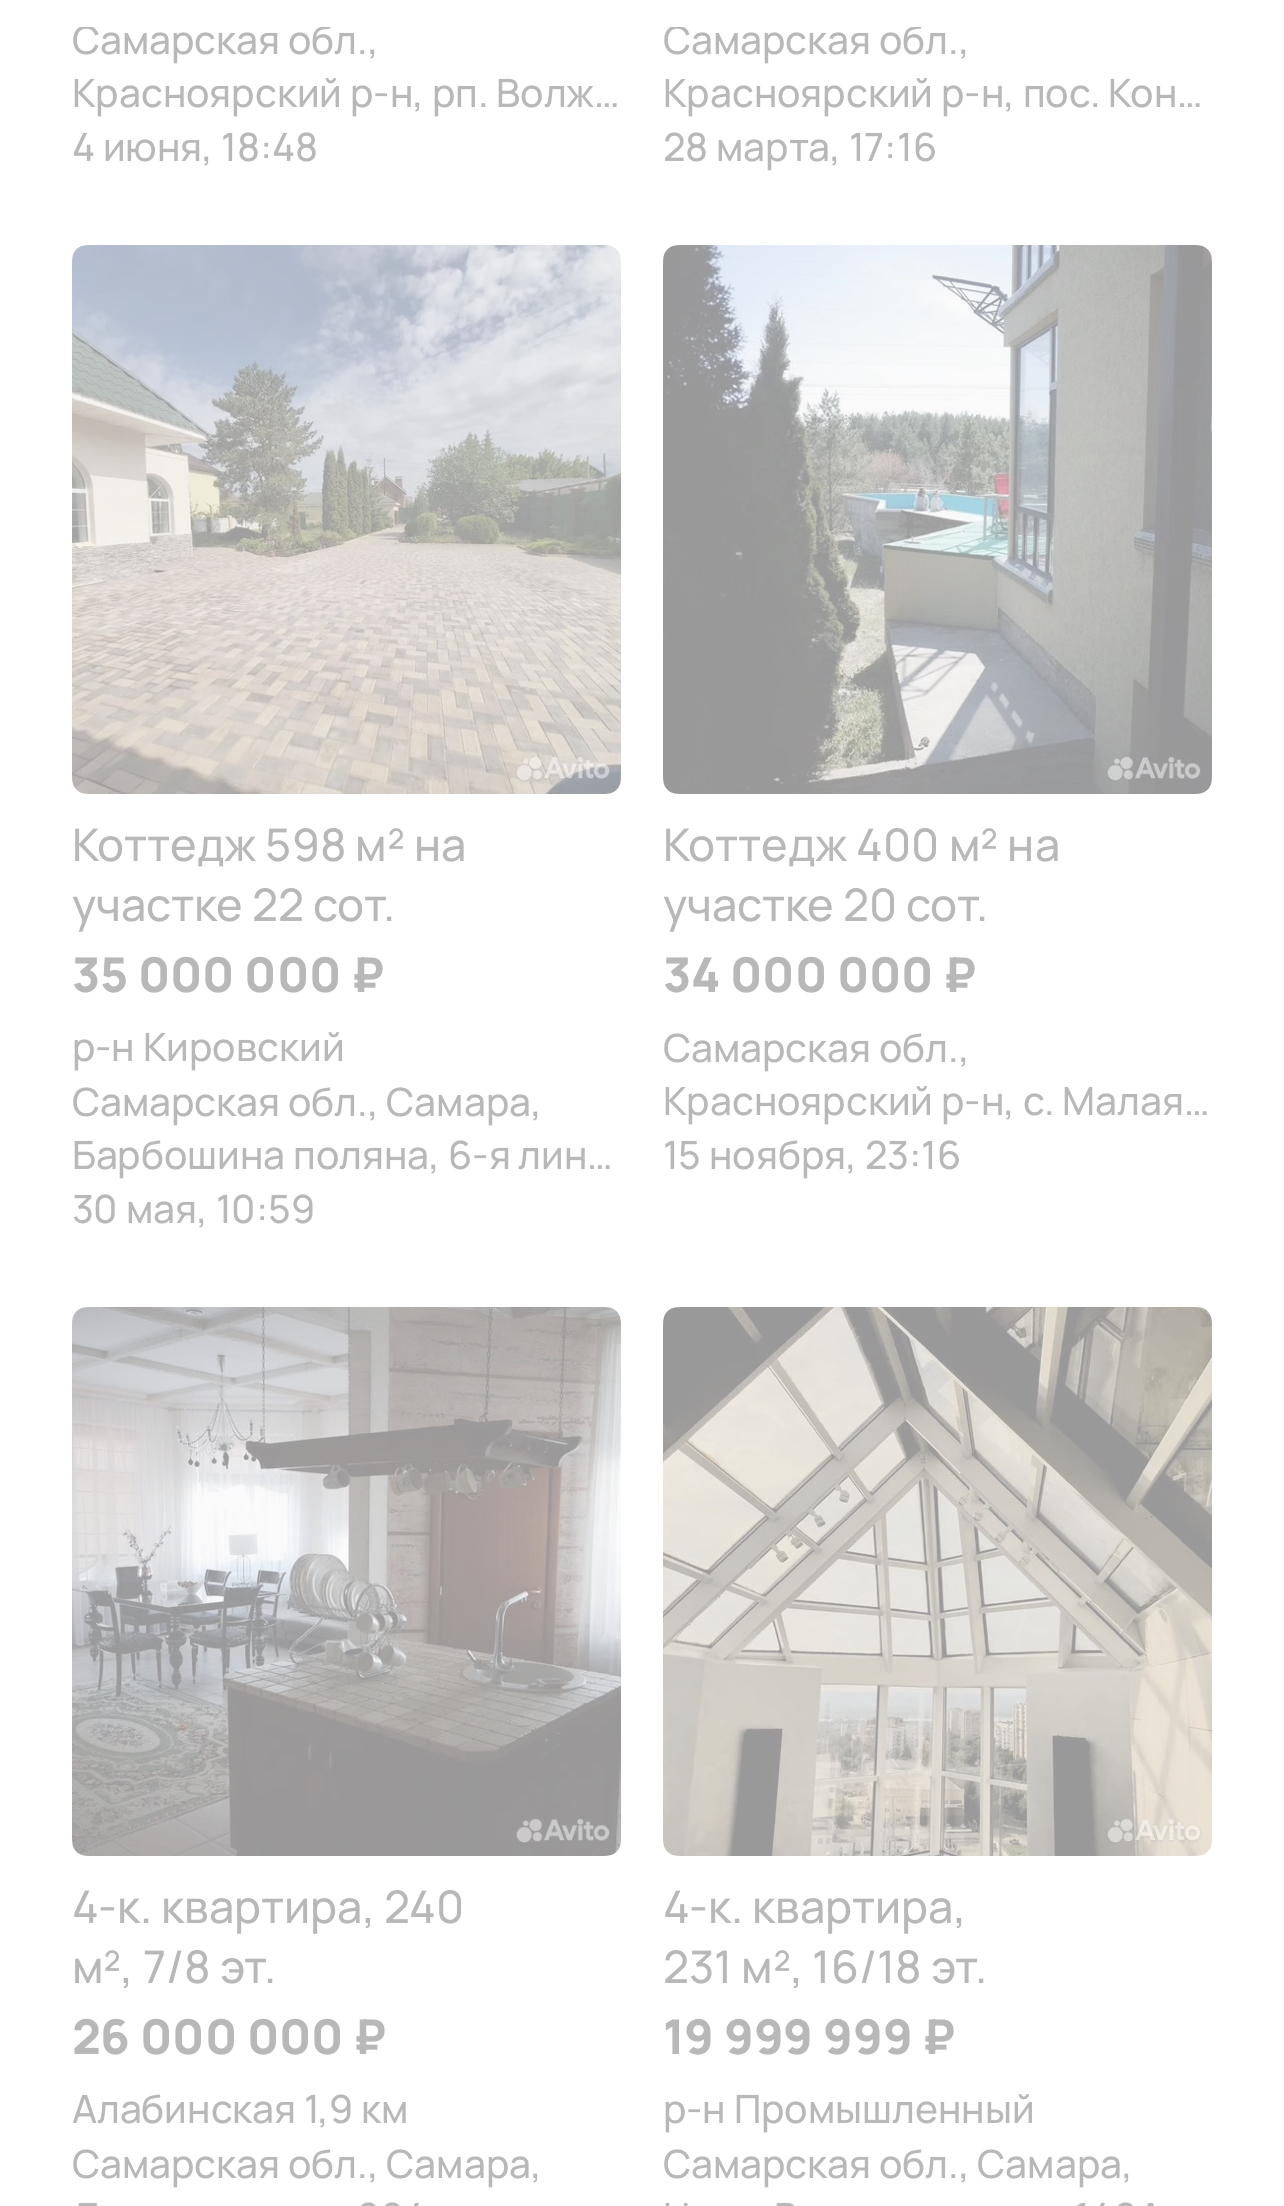 Самарская обл.,
Красноярский р-н, рп. Волж...
4 июня, 18:48
Самарская обл.,
Красноярский р-н, пос. Кон...
28 марта, 17:16
Avito
Avito
Коттедж 598 м² на
участке 22 сот.
35 000 000 ₽
р-н Кировский
Самарская обл., Самара,
Барбошина поляна, 6-я лин...
30 мая, 10:59
Коттедж 400 м² на
участке 20 сот.
34 000 000 ₽
Самарская обл.,
Красноярский р-н, с. Малая...
15 ноября, 23:16
Avito
Avito
4-к. квартира, 240
м², 7/8 эт.
26 000 000 ₽
Алабинская 1,9 км
Самарская обл., Самара,
4-к. квартира,
231 м², 16/18 эт.
19 999 999 ₽
р-н Промышленный
Самарская обл., Самара,